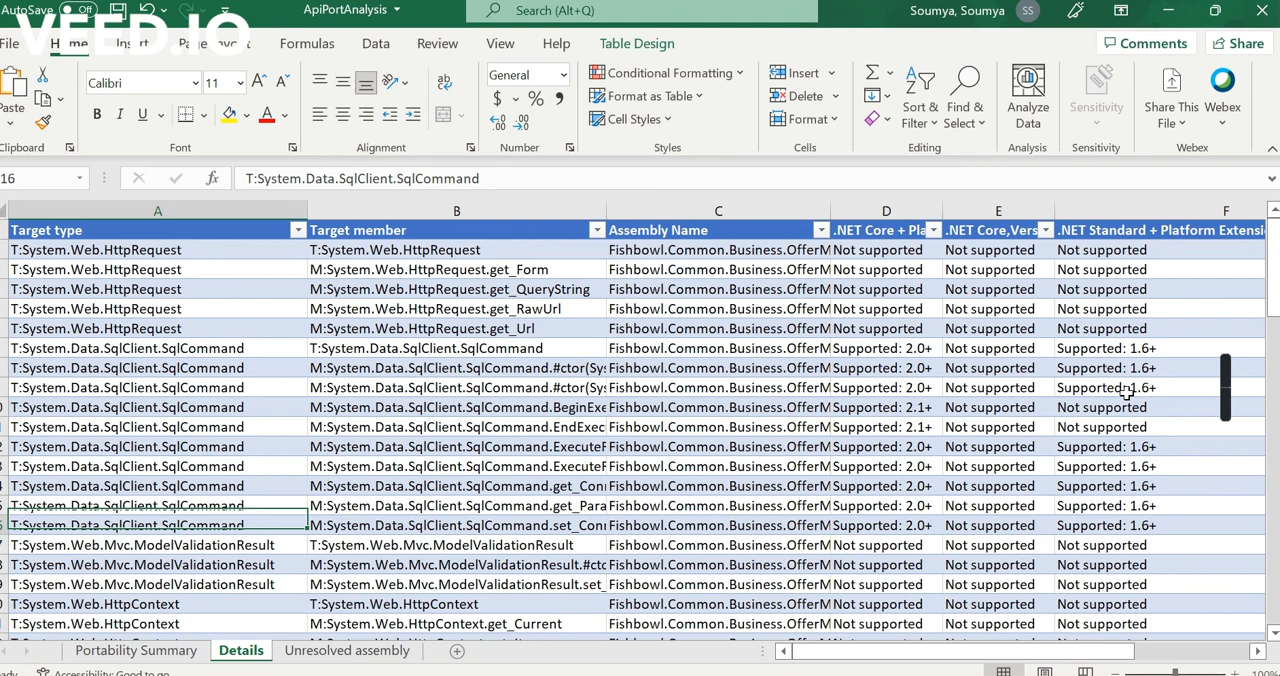 AutoSave Off ApiPortAnalysis Search (Alt+Q) Soumya, Soumya SS
VEED.IO
File Home Insert Page Layout Formulas Data Review View Help Table Design Comments Share
Calibri 11 General Conditional Formatting Insert
Format as Table Delete Sort & Find & Analyze Sensitivity Share This Webex
Paste B I U $ % 9 Cell Styles Format Filter Select Data File
Clipboard Font Alignment Number Styles Cells Editing Analysis Sensitivity Webex
16 fx T:System.Data.SqlClient.SqlCommand
A B C D E F
Target type Target member Assembly Name .NET Core + Pla .NET Core,Vers .NET Standard + Platform Extensi
T:System.Web.HttpRequest T:System.Web.HttpRequest Fishbowl.Common.Business.OfferM Not supported Not supported Not supported
T:System.Web.HttpRequest M:System.Web.HttpRequest.get_Form Fishbowl.Common.Business.OfferM Not supported Not supported Not supported
T:System.Web.HttpRequest M:System.Web.HttpRequest.get_QueryString Fishbowl.Common.Business.OfferM Not supported Not supported Not supported
T:System.Web.HttpRequest M:System.Web.HttpRequest.get_RawUrl Fishbowl.Common.Business.OfferM Not supported Not supported Not supported
T:System.Web.HttpRequest M:System.Web.HttpRequest.get_Url Fishbowl.Common.Business.OfferM Not supported Not supported Not supported
T:System.Data.SqlClient.SqlCommand T:System.Data.SqlClient.SqlCommand Fishbowl.Common.Business.OfferM Supported: 2.0+ Not supported Supported: 1.6+
T:System.Data.SqlClient.SqlCommand M:System.Data.SqlClient.SqlCommand.#ctor(Sys Fishbowl.Common.Business.OfferM Supported: 2.0+ Not supported Supported: 1.6+
T:System.Data.SqlClient.SqlCommand M:System.Data.SqlClient.SqlCommand.#ctor(Sys Fishbowl.Common.Business.OfferM Supported: 2.0+ Not supported Supported: 1.6+
T:System.Data.SqlClient.SqlCommand M:System.Data.SqlClient.SqlCommand.BeginExe Fishbowl.Common.Business.OfferM Supported: 2.1+ Not supported Not supported
T:System.Data.SqlClient.SqlCommand M:System.Data.SqlClient.SqlCommand.EndExec Fishbowl.Common.Business.OfferM Supported: 2.1+ Not supported Not supported
T:System.Data.SqlClient.SqlCommand M:System.Data.SqlClient.SqlCommand.ExecuteF Fishbowl.Common.Business.OfferM Supported: 2.0+ Not supported Supported: 1.6+
T:System.Data.SqlClient.SqlCommand M:System.Data.SqlClient.SqlCommand.ExecuteF Fishbowl.Common.Business.OfferM Supported: 2.0+ Not supported Supported: 1.6+
T:System.Data.SqlClient.SqlCommand M:System.Data.SqlClient.SqlCommand.get_Conn Fishbowl.Common.Business.OfferM Supported: 2.0+ Not supported Supported: 1.6+
T:System.Data.SqlClient.SqlCommand M:System.Data.SqlClient.SqlCommand.get_Para Fishbowl.Common.Business.OfferM Supported: 2.0+ Not supported Supported: 1.6+
T:System.Data.SqlClient.SqlCommand M:System.Data.SqlClient.SqlCommand.set_Conn Fishbowl.Common.Business.OfferM Supported: 2.0+ Not supported Supported: 1.6+
T:System.Web.Mvc.ModelValidationResult T:System.Web.Mvc.ModelValidationResult Fishbowl.Common.Business.OfferM Not supported Not supported Not supported
T:System.Web.Mvc.ModelValidationResult M:System.Web.Mvc.ModelValidationResult.#cto Fishbowl.Common.Business.OfferM Not supported Not supported Not supported
T:System.Web.Mvc.ModelValidationResult M:System.Web.Mvc.ModelValidationResult.set_ Fishbowl.Common.Business.OfferM Not supported Not supported Not supported
T:System.Web.HttpContext T:System.Web.HttpContext Fishbowl.Common.Business.OfferM Not supported Not supported Not supported
T:System.Web.HttpContext M:System.Web.HttpContext.get_Current Fishbowl.Common.Business.OfferM Not supported Not supported Not supported
Portability Summary Details Unresolved assembly
Accessibility: Good to go 100%